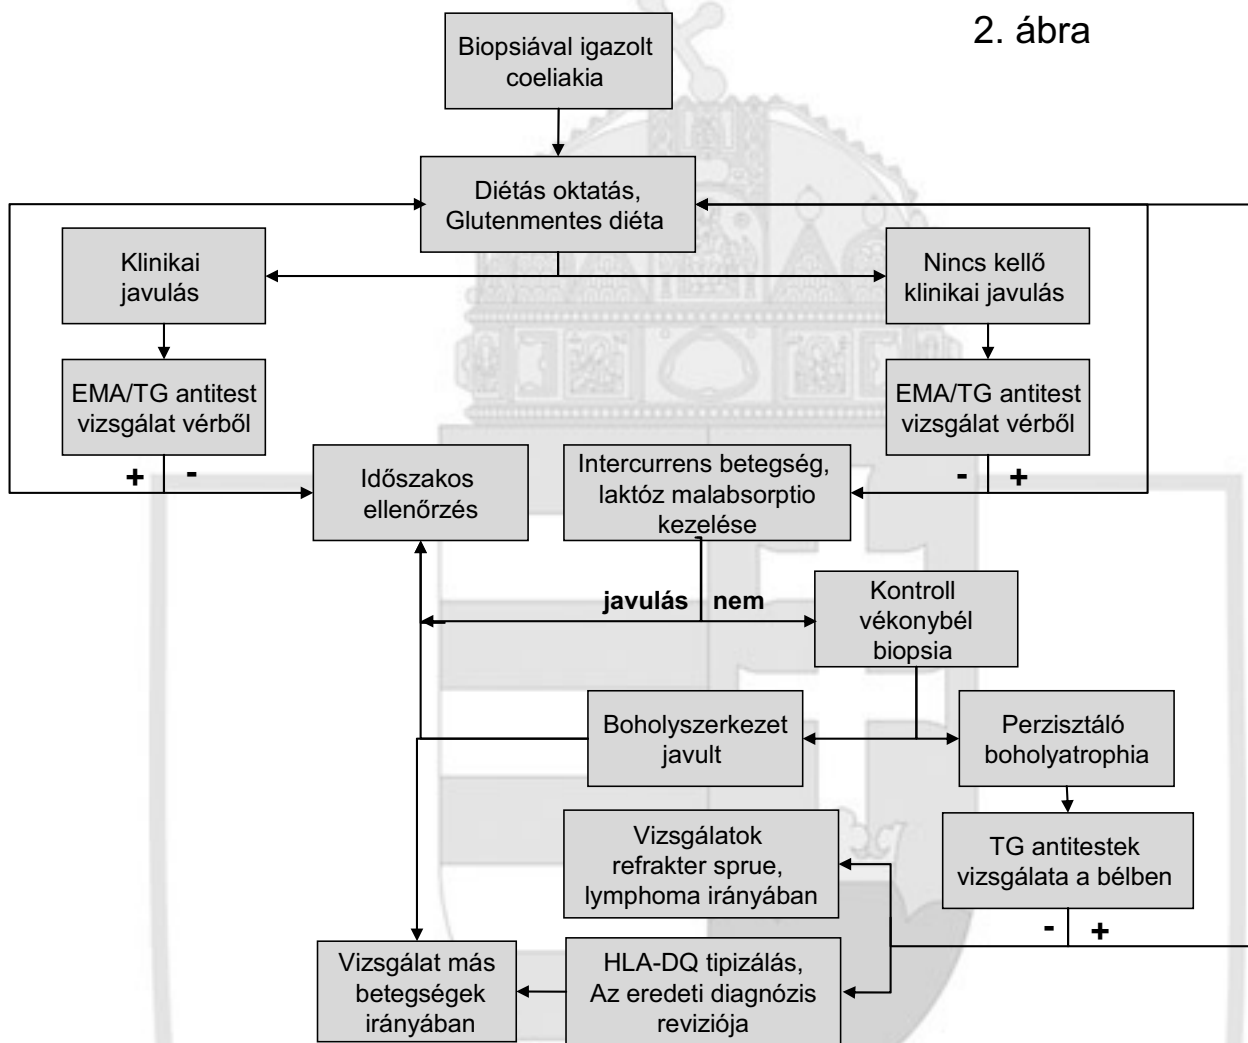 2. ábra
Biopsiával igazolt
coeliakia
Diétás oktatás,
Glutenmentes diéta
Klinikai
javulás
Nincs kellő
klinikai javulás
EMA/TG antitest
vizsgálat vérből
EMA/TG antitest
vizsgálat vérből
+ -
- +
Időszakos
ellenőrzés
Intercurrens betegség,
laktóz malabsorptio
kezelése
javulás nem
Kontroll
vékonybél
biopsia
Boholyszerkezet
javult
Perzisztáló
boholyatrophia
Vizsgálatok
refrakter sprue,
lymphoma irányában
TG antitestek
vizsgálata a bélben
- +
Vizsgálat más
betegségek
irányában
HLA-DQ tipizálás,
Az eredeti diagnózis
reviziója